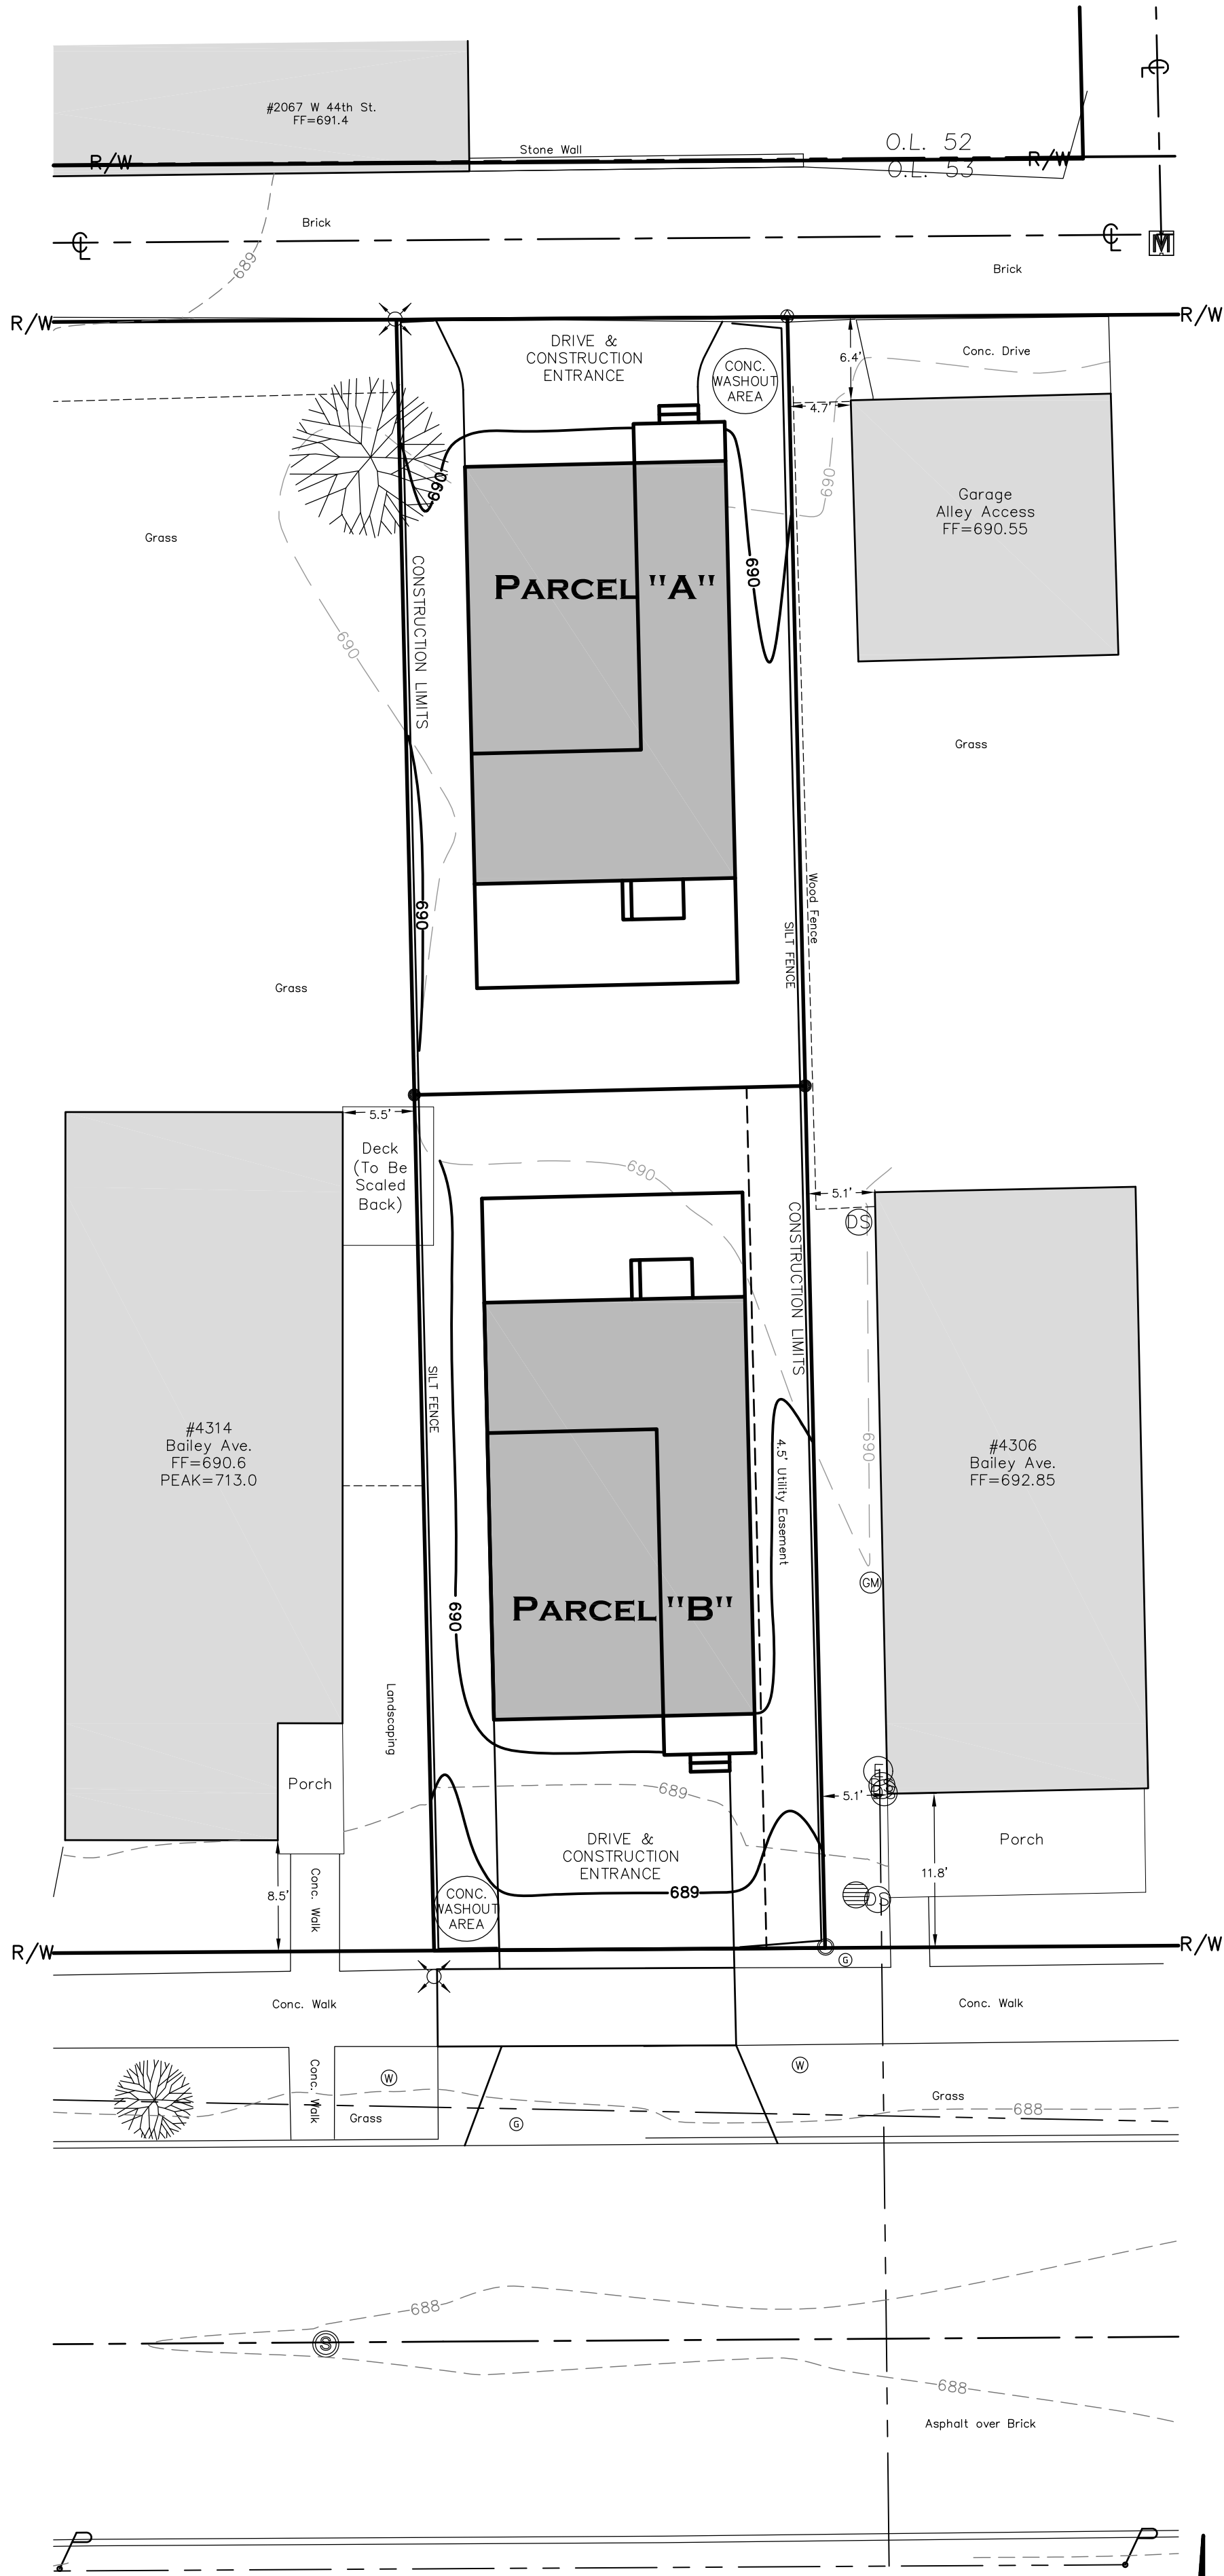 #2067 W 44th St.
FF=691.4
Stone Wall
O.L. 52
R/W
R/W
O.L. 53
Brick
689
Brick
M
R/W
R/W
DRIVE &
CONSTRUCTION
ENTRANCE
CONC.
WASHOUT
AREA
6.4'
Conc. Drive
4.7'
690
690
Garage
Alley Access
FF=690.55
Grass
690
PARCEL "A"
CONSTRUCTION LIMITS
690
Grass
Wood Fence
690
SILT FENCE
Grass
5.5'
Deck
(To Be
Scaled
Back)
690
5.1'
DS
CONSTRUCTION LIMITS
SILT FENCE
#4314
Bailey Ave.
FF=690.6
PEAK=713.0
690
#4306
Bailey Ave.
FF=692.85
4.5' Utility Easement
GM
PARCEL "B"
690
Landscaping
Porch
689
5.1'
DRIVE &
CONSTRUCTION
ENTRANCE
Porch
11.8'
CONC.
WASHOUT
AREA
689
DS
8.5'
Conc. Walk
R/W
R/W
G
Conc. Walk
Conc. Walk
W
W
Conc. Walk
Grass
Grass
688
G
688
S
688
Asphalt over Brick
P
P